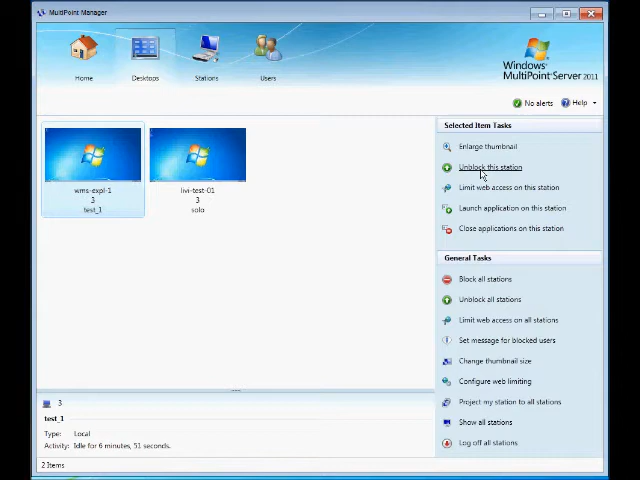 MultiPoint Manager
Home
Desktops
Stations
Users
Windows
MultiPoint Server 2011
No alerts
Help
wms-expl-1
3
test_1
livi-test-01
3
solo
Selected Item Tasks
Enlarge thumbnail
Unblock this station
Limit web access on this station
Launch application on this station
Close applications on this station
General Tasks
Block all stations
Unblock all stations
Limit web access on all stations
Set message for blocked users
Change thumbnail size
Configure web limiting
Project my station to all stations
Show all stations
Log off all stations
3
test_1
Type: Local
Activity: Idle for 6 minutes, 51 seconds.
2 Items